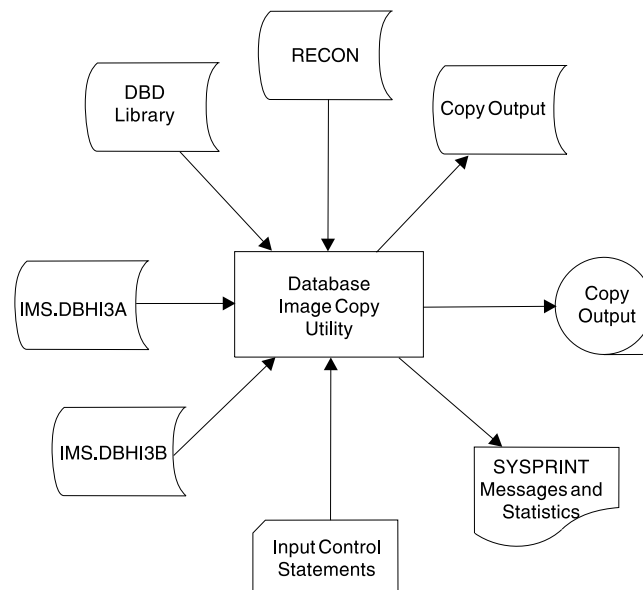 RECON
DBD
Library
Copy Output
IMS.DBHI3A
Database
Image Copy
Utility
Copy
Output
IMS.DBHI3B
SYSPRINT
Messages and
Statistics
Input Control
Statements